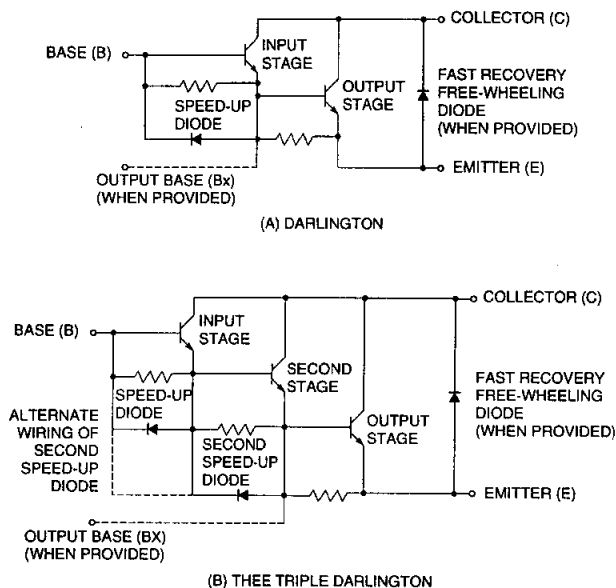 COLLECTOR (C)
BASE (B)
INPUT
STAGE
OUTPUT
STAGE
SPEED-UP
DIODE
FAST RECOVERY
FREE-WHEELING
DIODE
(WHEN PROVIDED)
OUTPUT BASE (Bx)
(WHEN PROVIDED)
EMITTER (E)
(A) DARLINGTON
COLLECTOR (C)
BASE (B)
INPUT
STAGE
SECOND
STAGE
SPEED-UP
DIODE
FAST RECOVERY
FREE-WHEELING
DIODE
(WHEN PROVIDED)
ALTERNATE
WIRING OF
SECOND
SPEED-UP
DIODE
SECOND
SPEED-UP
DIODE
OUTPUT
STAGE
EMITTER (E)
OUTPUT BASE (BX)
(WHEN PROVIDED)
(B) THEE TRIPLE DARLINGTON